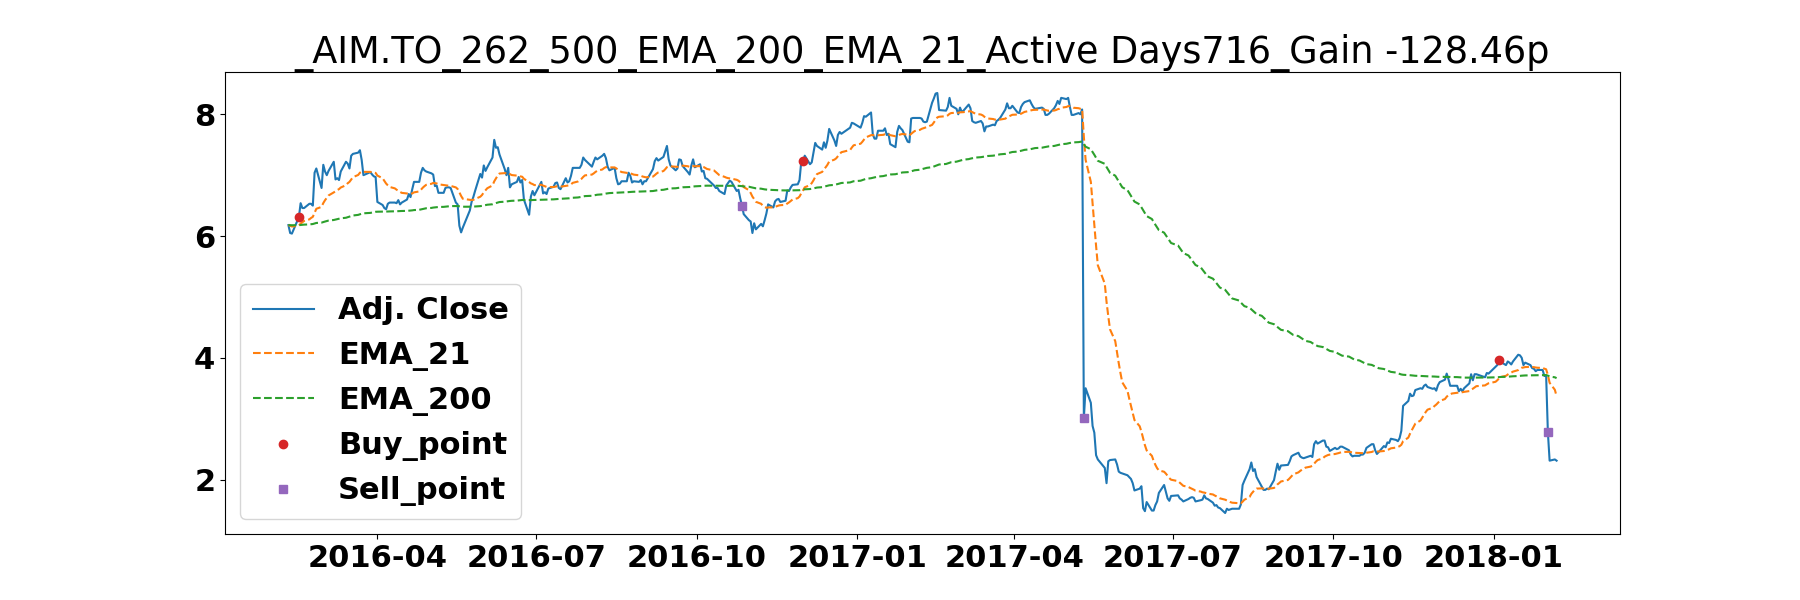 _AIM.TO_262_500_EMA_200_EMA_21_Active Days716_Gain -128.46p
8
6
4
2
Adj. Close
EMA_21
EMA_200
Buy_point
Sell_point
2016-04 2016-07 2016-10 2017-01 2017-04 2017-07 2017-10 2018-01